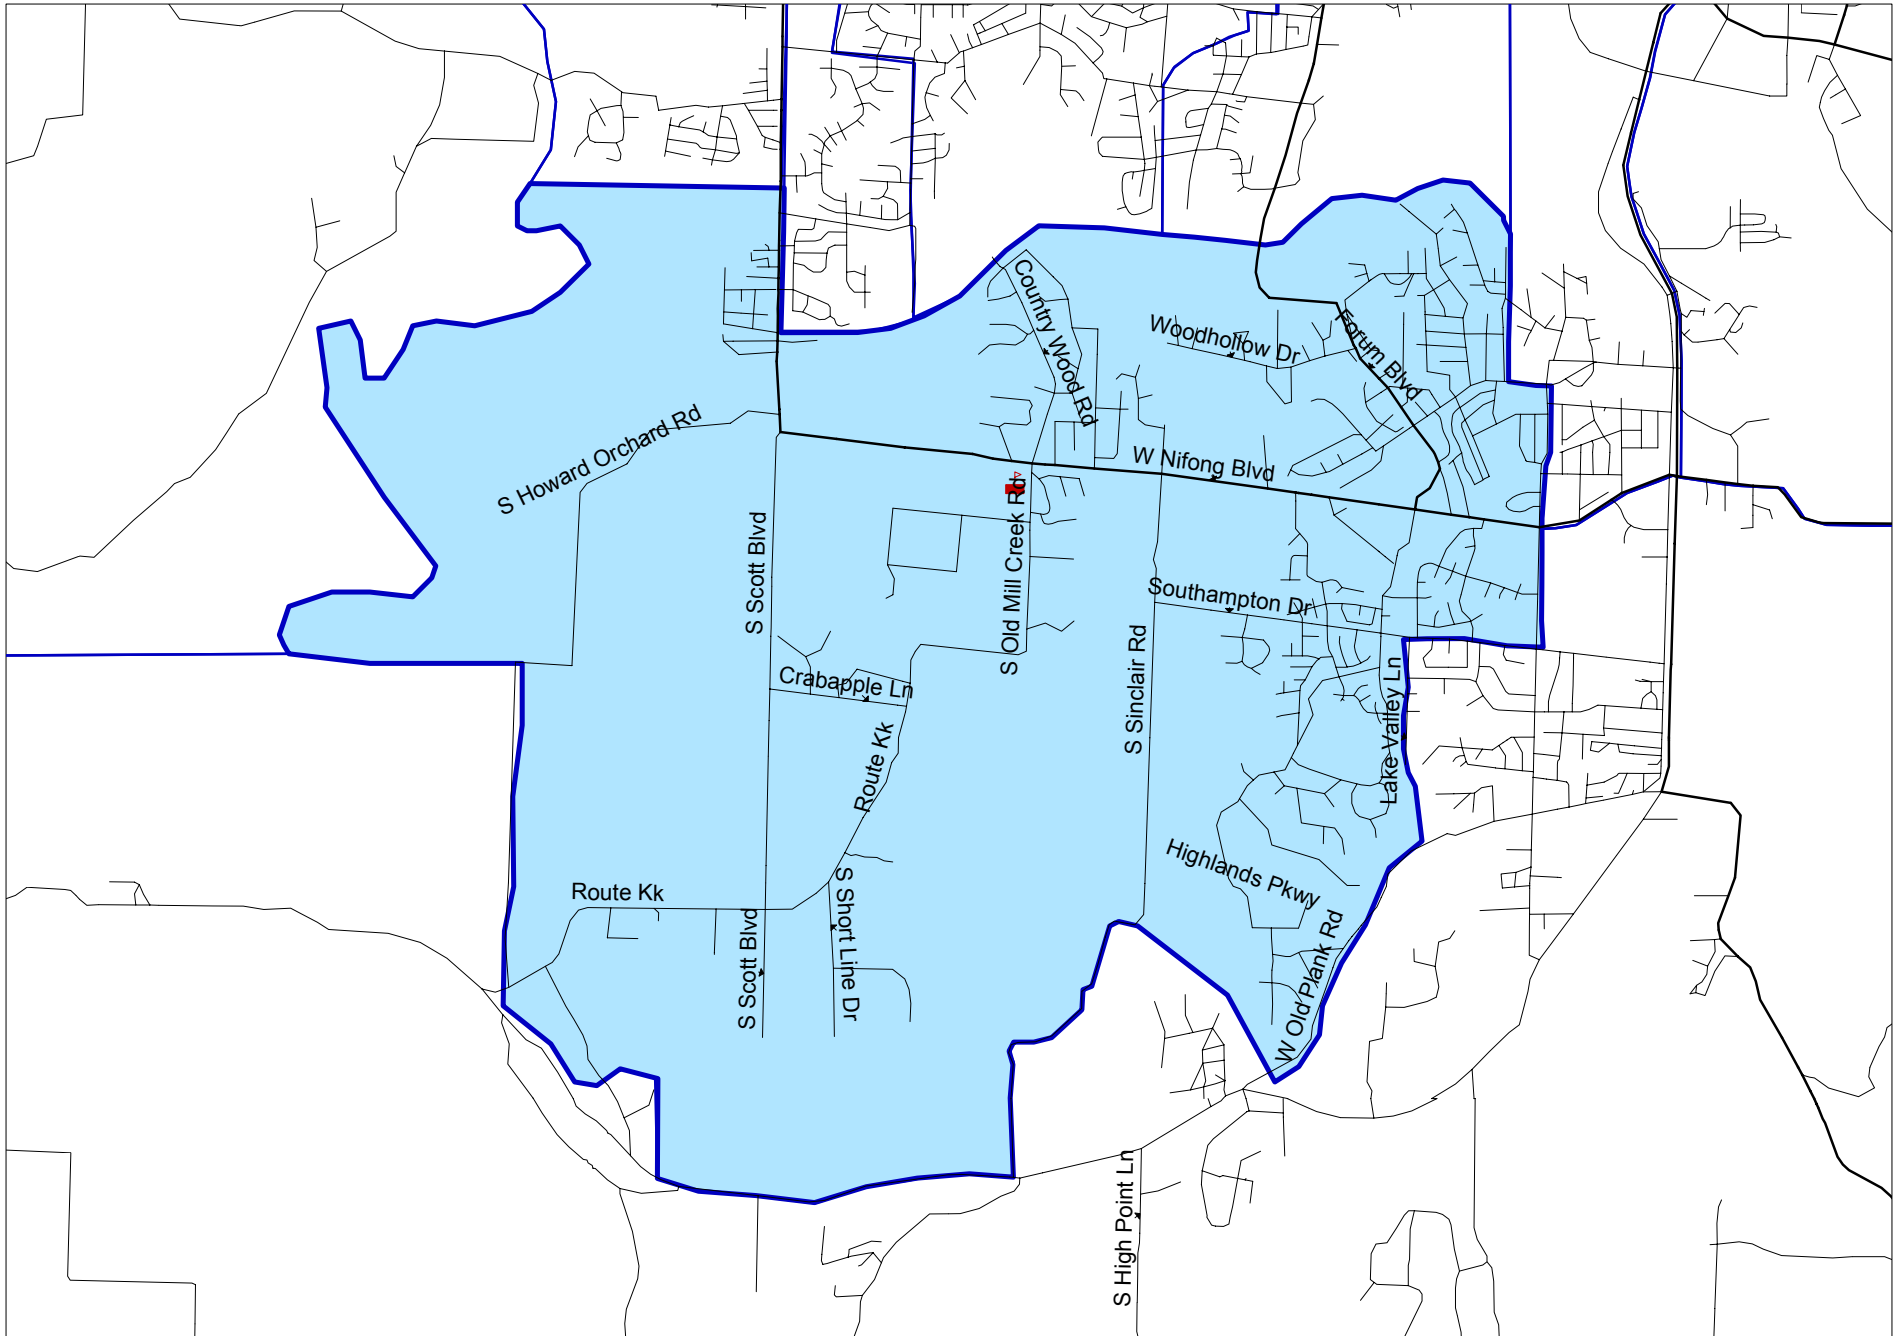 Country Wood Rd
Woodhollow Dr
Forum Blvd
S Howard Orchard Rd
W Nifong Blvd
S Scott Blvd
S Old Mill Creek Rd
Southampton Dr
S Sinclair Rd
Crabapple Ln
Lake Valley Ln
Route Kk
Highlands Pkwy
Route Kk
S Scott Blvd
S Short Line Dr
W Old Plank Rd
S High Point Ln